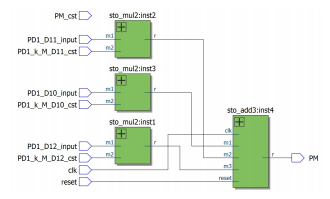 PM_cst
sto_mul2:inst2
PD1_D11_input
m1
r
PD1_k_M_D11_cst
m2
sto_mul2:inst3
PD1_D10_input
m1
r
PD1_k_M_D10_cst
m2
sto_add3:inst4
sto_mul2:inst1
clk
m1
PD1_D12_input
m1
r
m2
r
PM
PD1_k_M_D12_cst
m2
m3
clk
reset
reset